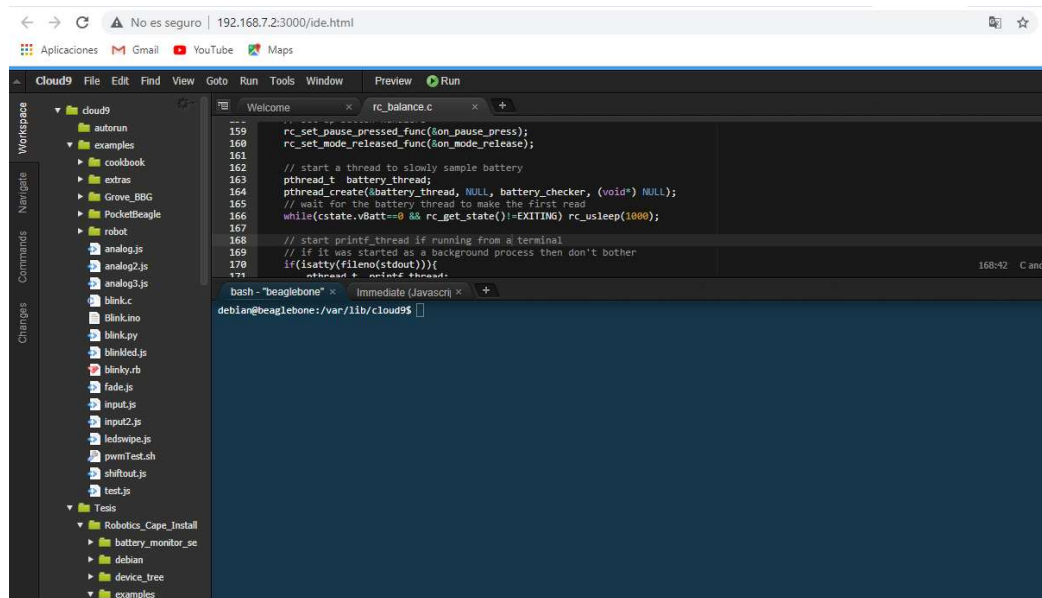 No es seguro | 192.168.7.2:3000/ide.html
Aplicaciones Gmail YouTube Maps
Cloud9 File Edit Find View Goto Run Tools Window Preview Run
Workspace
Navigate
Commands
Changes
cloud9
autorun
examples
cookbook
extras
Grove_BBG
PocketBeagle
robot
analog.js
analog2.js
analog3.js
blink.c
Blink.ino
blink.py
blinkled.js
blinky.rb
fade.js
input.js
input2.js
ledswipe.js
pwmTest.sh
shiftout.js
test.js
Tesis
Robotics_Cape_Install
battery_monitor_se
debian
device_tree
examples
Welcome × rc_balance.c × +
159 rc_set_pause_pressed_func(&on_pause_press);
160 rc_set_mode_released_func(&on_mode_release);
161
162 // start a thread to slowly sample battery
163 pthread_t battery_thread;
164 pthread_create(&battery_thread, NULL, battery_checker, (void*) NULL);
165 // wait for the battery thread to make the first read
166 while(cstate.vBatt==0 && rc_get_state()!=EXITING) rc_usleep(1000);
167
168 // start printf_thread if running from a terminal
169 // if it was started as a background process then don't bother
170 if(isatty(fileno(stdout))){
171 pthread_t printf_thread;
168:42 C and
bash - "beaglebone" × Immediate (Javascrip × +
debian@beaglebone:/var/lib/cloud9$